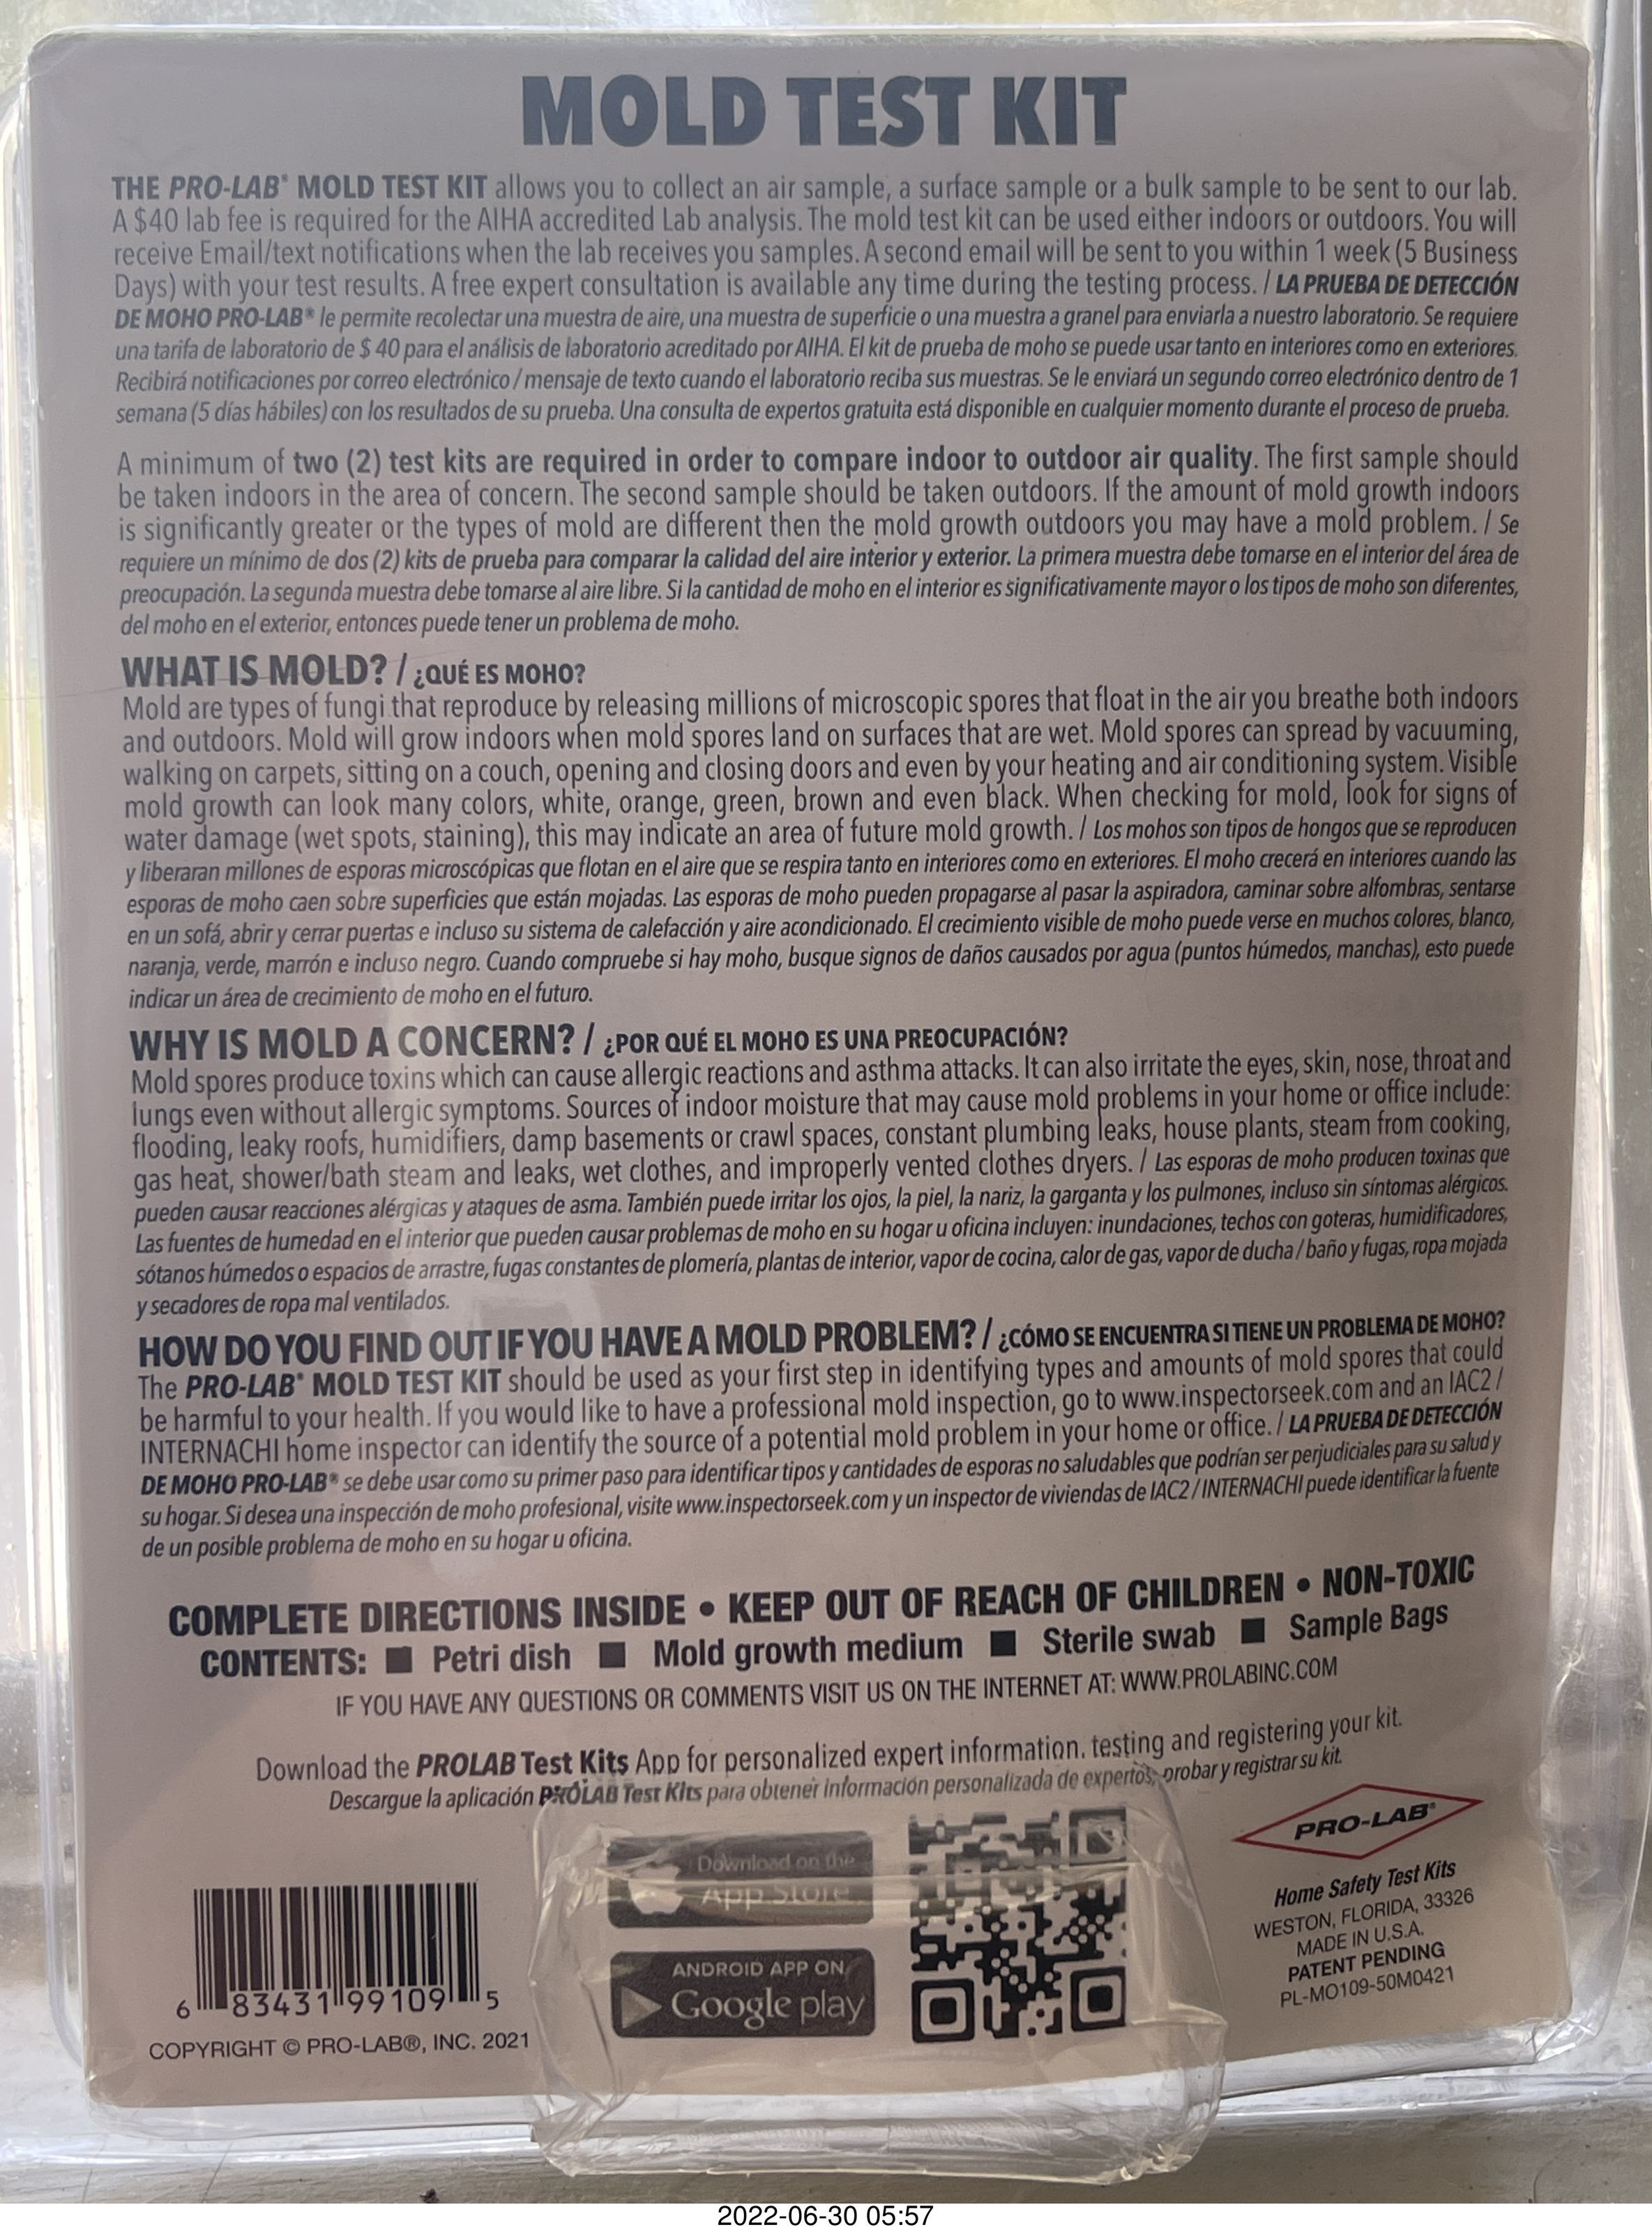 MOLD TEST KIT
THE PRO-LAB® MOLD TEST KIT allows you to collect an air sample, a surface sample or a bulk sample to be sent to our lab.
A $40 lab fee is required for the AIHA accredited Lab analysis. The mold test kit can be used either indoors or outdoors. You will
receive Email/text notifications when the lab receives you samples. A second email will be sent to you within 1 week (5 Business
Days) with your test results. A free expert consultation is available any time during the testing process. / LA PRUEBA DE DETECCIÓN
DE MOHO PRO-LAB® le permite recolectar una muestra de aire, una muestra de superficie o una muestra a granel para enviarla a nuestro laboratorio. Se requiere
una tarifa de laboratorio de $ 40 para el análisis de laboratorio acreditado por AIHA. El kit de prueba de moho se puede usar tanto en interiores como en exteriores.
Recibirá notificaciones por correo electrónico / mensaje de texto cuando el laboratorio reciba sus muestras. Se le enviará un segundo correo electrónico dentro de 1
semana (5 días hábiles) con los resultados de su prueba. Una consulta de expertos gratuita está disponible en cualquier momento durante el proceso de prueba.
A minimum of two (2) test kits are required in order to compare indoor to outdoor air quality. The first sample should
be taken indoors in the area of concern. The second sample should be taken outdoors. If the amount of mold growth indoors
is significantly greater or the types of mold are different then the mold growth outdoors you may have a mold problem. / Se
requiere un mínimo de dos (2) kits de prueba para comparar la calidad del aire interior y exterior. La primera muestra debe tomarse en el interior del área de
preocupación. La segunda muestra debe tomarse al aire libre. Si la cantidad de moho en el interior es significativamente mayor o los tipos de moho son diferentes,
del moho en el exterior, entonces puede tener un problema de moho.
WHAT IS MOLD? / ¿QUÉ ES MOHO?
Mold are types of fungi that reproduce by releasing millions of microscopic spores that float in the air you breathe both indoors
and outdoors. Mold will grow indoors when mold spores land on surfaces that are wet. Mold spores can spread by vacuuming,
walking on carpets, sitting on a couch, opening and closing doors and even by your heating and air conditioning system. Visible
mold growth can look many colors, white, orange, green, brown and even black. When checking for mold, look for signs of
water damage (wet spots, staining), this may indicate an area of future mold growth. / Los mohos son tipos de hongos que se reproducen
y liberaran millones de esporas microscópicas que flotan en el aire que se respira tanto en interiores como en exteriores. El moho crecerá en interiores cuando las
esporas de moho caen sobre superficies que están mojadas. Las esporas de moho pueden propagarse al pasar la aspiradora, caminar sobre alfombras, sentarse
en un sofá, abrir y cerrar puertas e incluso su sistema de calefacción y aire acondicionado. El crecimiento visible de moho puede verse en muchos colores, blanco,
naranja, verde, marrón e incluso negro. Cuando compruebe si hay moho, busque signos de daños causados por agua (puntos húmedos, manchas), esto puede
indicar un área de crecimiento de moho en el futuro.
WHY IS MOLD A CONCERN? / ¿POR QUÉ EL MOHO ES UNA PREOCUPACIÓN?
Mold spores produce toxins which can cause allergic reactions and asthma attacks. It can also irritate the eyes, skin, nose, throat and
lungs even without allergic symptoms. Sources of indoor moisture that may cause mold problems in your home or office include:
flooding, leaky roofs, humidifiers, damp basements or crawl spaces, constant plumbing leaks, house plants, steam from cooking,
gas heat, shower/bath steam and leaks, wet clothes, and improperly vented clothes dryers. / Las esporas de moho producen toxinas que
pueden causar reacciones alérgicas y ataques de asma. También puede irritar los ojos, la piel, la nariz, la garganta y los pulmones, incluso sin síntomas alérgicos.
Las fuentes de humedad en el interior que pueden causar problemas de moho en su hogar u oficina incluyen: inundaciones, techos con goteras, humidificadores,
sótanos húmedos o espacios de arrastre, fugas constantes de plomería, plantas de interior, vapor de cocina, calor de gas, vapor de ducha / baño y fugas, ropa mojada
y secadores de ropa mal ventilados.
HOW DO YOU FIND OUT IF YOU HAVE A MOLD PROBLEM? / ¿CÓMO SE ENCUENTRA SI TIENE UN PROBLEMA DE MOHO?
The PRO-LAB® MOLD TEST KIT should be used as your first step in identifying types and amounts of mold spores that could
be harmful to your health. If you would like to have a professional mold inspection, go to www.inspectorseek.com and an IAC2 /
INTERNACHI home inspector can identify the source of a potential mold problem in your home or office. / LA PRUEBA DE DETECCIÓN
DE MOHO PRO-LAB® se debe usar como su primer paso para identificar tipos y cantidades de esporas no saludables que podrían ser perjudiciales para su salud y
su hogar. Si desea una inspección de moho profesional, visite www.inspectorseek.com y un inspector de viviendas de IAC2 / INTERNACHI puede identificar la fuente
de un posible problema de moho en su hogar u oficina.
COMPLETE DIRECTIONS INSIDE • KEEP OUT OF REACH OF CHILDREN • NON-TOXIC
CONTENTS: ■ Petri dish ■ Mold growth medium ■ Sterile swab ■ Sample Bags
IF YOU HAVE ANY QUESTIONS OR COMMENTS VISIT US ON THE INTERNET AT: WWW.PROLABINC.COM
Download the PROLAB Test Kits App for personalized expert information. testing and registering your kit.
Descargue la aplicación PROLAB Test Kits para obtener información personalizada de expertos, probar y registrar su kit.
Download on the
App Store
ANDROID APP ON
Google play
PRO-LAB®
Home Safety Test Kits
WESTON, FLORIDA, 33326
MADE IN U.S.A.
PATENT PENDING
PL-MO109-50M0421
6 83431 99109 5
COPYRIGHT © PRO-LAB®, INC. 2021
2022-06-30 05:57